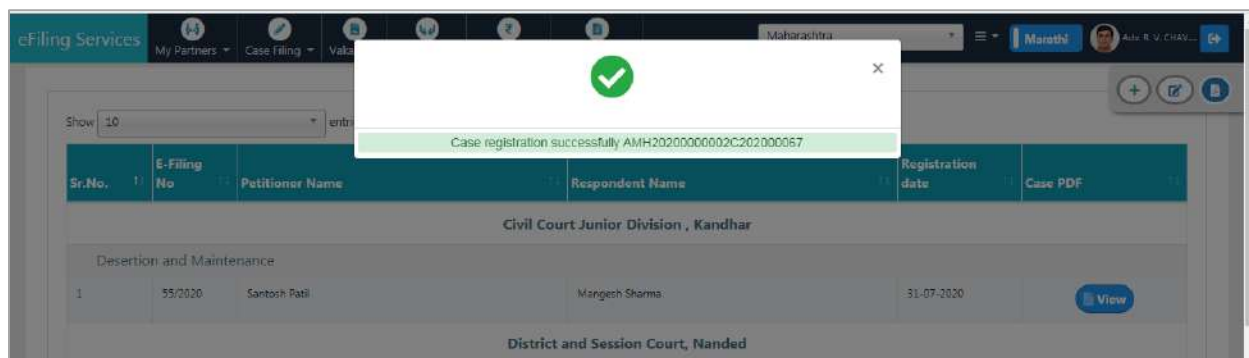 eFiling Services
My Partners
Case Filing
Maharashtra
Marathi
Show 10
Case registration successfully AMH20200000002C202000067
Sr.No.
E-Filing
No
Petitioner Name
Respondent Name
Registration
date
Case PDF
Civil Court Junior Division , Kandhar
Desertion and Maintenance
1 55/2020 Santosh Patil Mangesh Sharma 31-07-2020 View
District and Session Court, Nanded